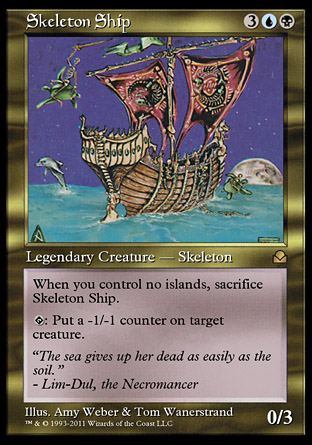 Skeleton Ship 3
Legendary Creature — Skeleton
When you control no islands, sacrifice
Skeleton Ship.
: Put a -1/-1 counter on target
creature.
“The sea gives up her dead as easily as the
soil.”
- Lim-Dul, the Necromancer
Illus. Amy Weber & Tom Wanerstrand
™ & © 1993-2011 Wizards of the Coast LLC
0/3